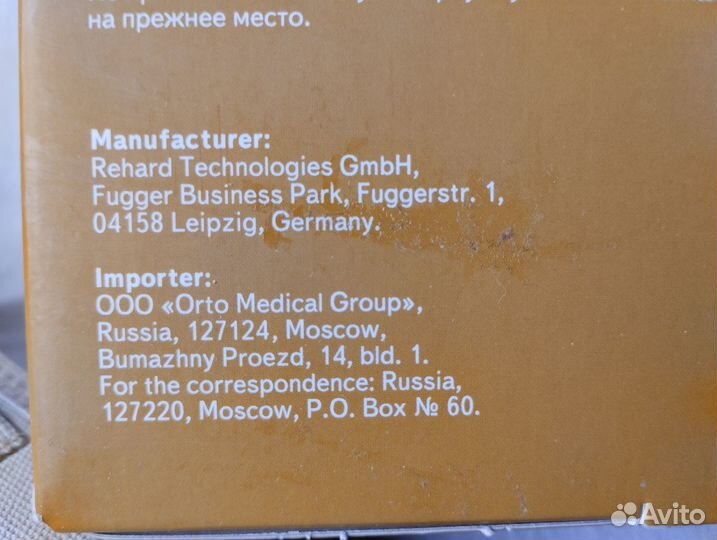 на прежнее место.
Manufacturer:
Rehard Technologies GmbH,
Fugger Business Park, Fuggerstr. 1,
04158 Leipzig, Germany.
Importer:
ООО «Orto Medical Group»,
Russia, 127124, Moscow,
Bumazhny Proezd, 14, bld. 1.
For the correspondence: Russia,
127220, Moscow, P.O. Box № 60.
Avito